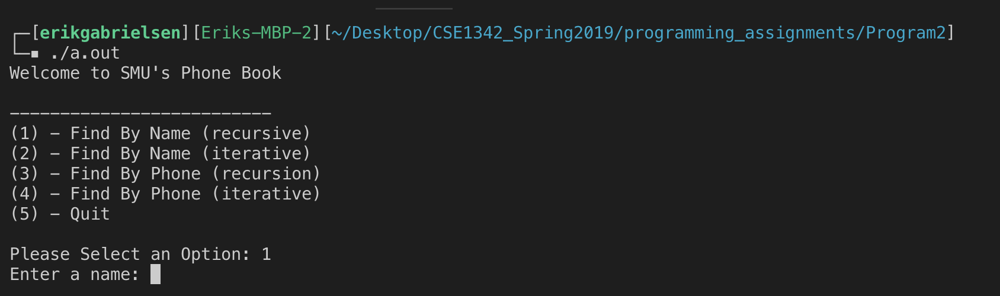 ┌─[erikgabrielsen][Eriks-MBP-2][~/Desktop/CSE1342_Spring2019/programming_assignments/Program2]
└─▪ ./a.out
Welcome to SMU's Phone Book
--------------------------
(1) - Find By Name (recursive)
(2) - Find By Name (iterative)
(3) - Find By Phone (recursion)
(4) - Find By Phone (iterative)
(5) - Quit
Please Select an Option: 1
Enter a name: